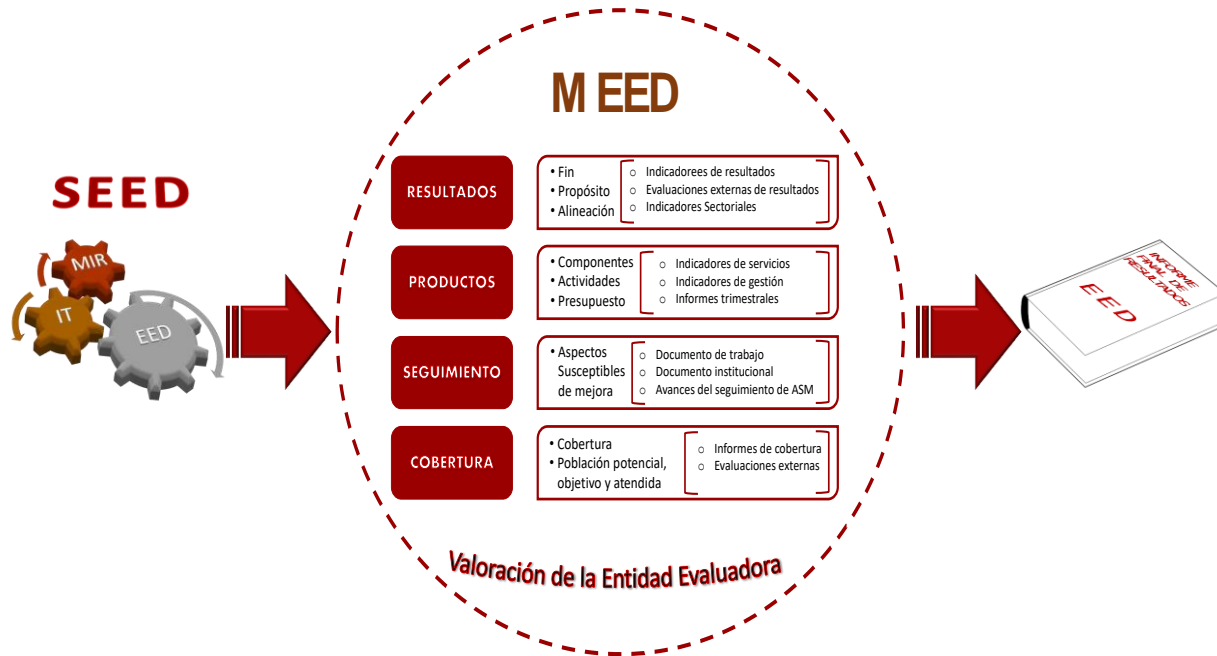 SEED
MIR
IT
EED
M EED
RESULTADOS
• Fin
• Propósito
• Alineación
o Indicadorees de resultados
o Evaluaciones externas de resultados
o Indicadores Sectoriales
PRODUCTOS
• Componentes
• Actividades
• Presupuesto
o Indicadores de servicios
o Indicadores de gestión
o Informes trimestrales
SEGUIMIENTO
• Aspectos
Susceptibles
de mejora
o Documento de trabajo
o Documento institucional
o Avances del seguimiento de ASM
COBERTURA
• Cobertura
• Población potencial,
objetivo y atendida
o Informes de cobertura
o Evaluaciones externas
Valoración de la Entidad Evaluadora
INFORME
FINAL DE
RESULTADOS
EED